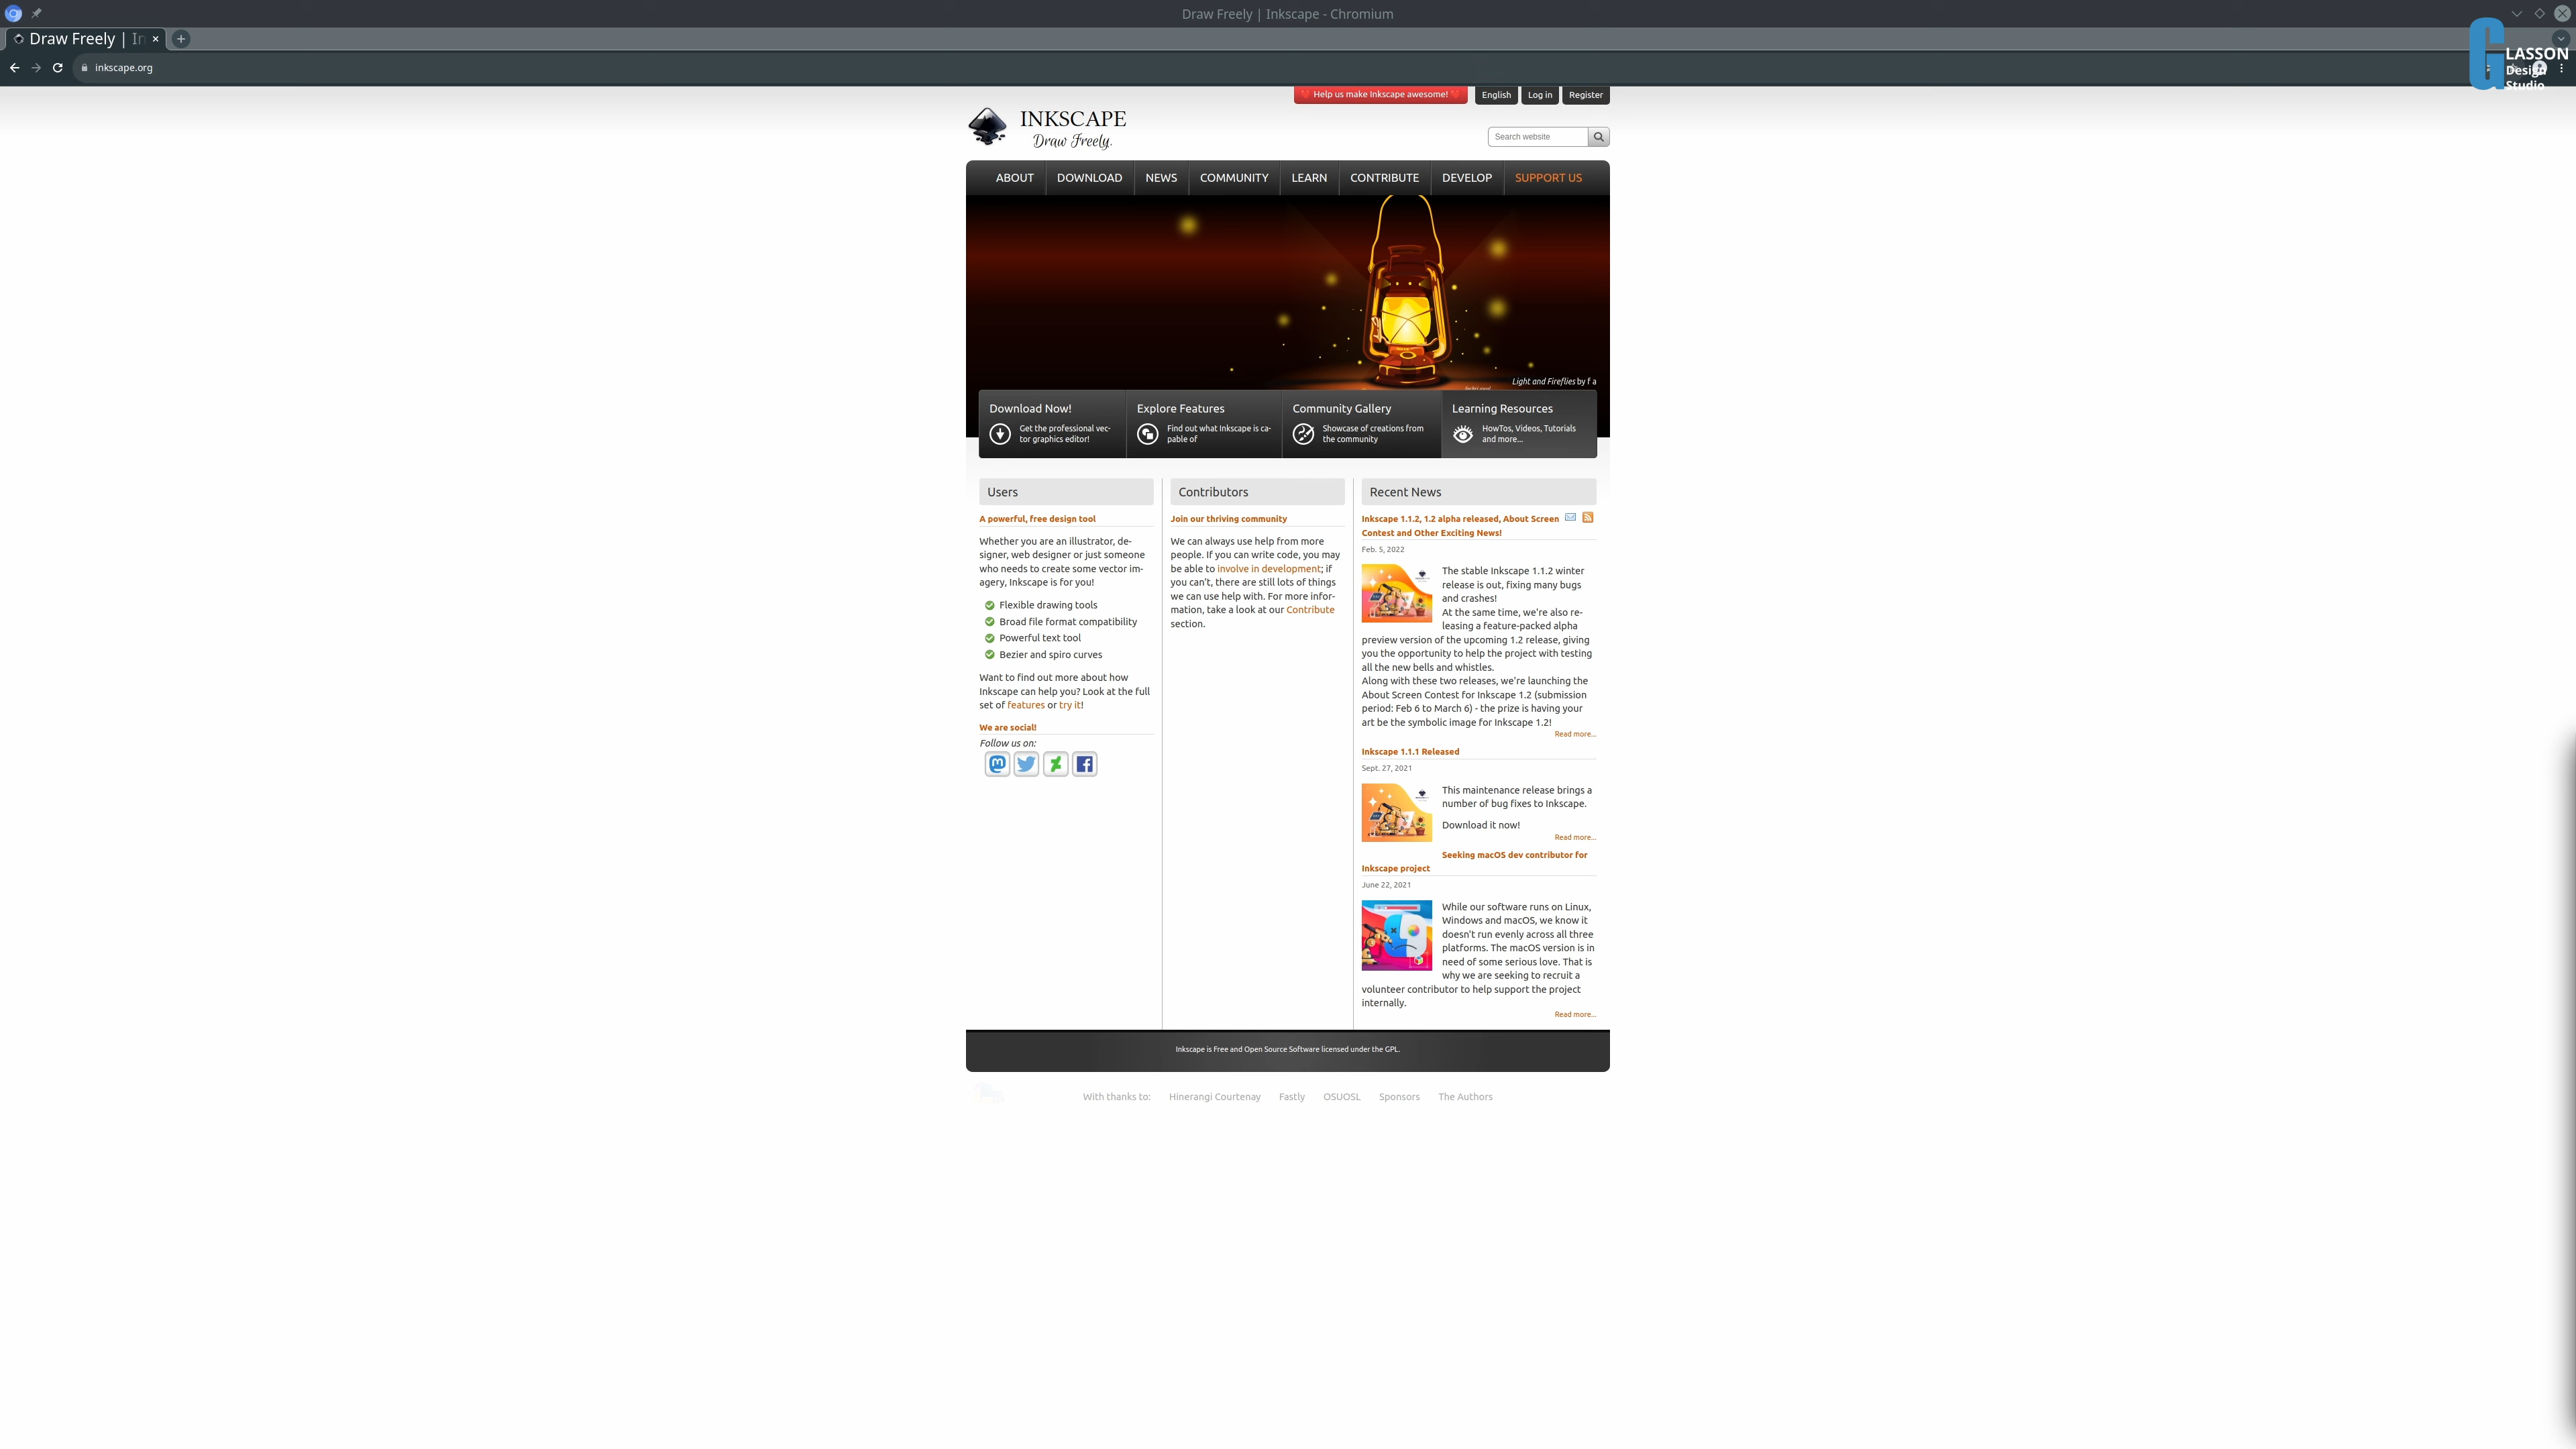 Draw Freely | Inkscape - Chromium
Draw Freely | In
inkscape.org
GLASSON
Design
Studio
Help us make Inkscape awesome!
English
Log in
Register
INKSCAPE
Draw Freely.
Search website
ABOUT
DOWNLOAD
NEWS
COMMUNITY
LEARN
CONTRIBUTE
DEVELOP
SUPPORT US
Light and Fireflies by f a
Download Now!
Get the professional vec-
tor graphics editor!
Explore Features
Find out what Inkscape is ca-
pable of
Community Gallery
Showcase of creations from
the community
Learning Resources
HowTos, Videos, Tutorials
and more...
Users
A powerful, free design tool
Whether you are an illustrator, de-
signer, web designer or just someone
who needs to create some vector im-
agery, Inkscape is for you!
Flexible drawing tools
Broad file format compatibility
Powerful text tool
Bezier and spiro curves
Want to find out more about how
Inkscape can help you? Look at the full
set of features or try it!
We are social!
Follow us on:
Contributors
Join our thriving community
We can always use help from more
people. If you can write code, you may
be able to involve in development; if
you can't, there are still lots of things
we can use help with. For more infor-
mation, take a look at our Contribute
section.
Recent News
Inkscape 1.1.2, 1.2 alpha released, About Screen
Contest and Other Exciting News!
Feb. 5, 2022
The stable Inkscape 1.1.2 winter
release is out, fixing many bugs
and crashes!
At the same time, we're also re-
leasing a feature-packed alpha
preview version of the upcoming 1.2 release, giving
you the opportunity to help the project with testing
all the new bells and whistles.
Along with these two releases, we're launching the
About Screen Contest for Inkscape 1.2 (submission
period: Feb 6 to March 6) - the prize is having your
art be the symbolic image for Inkscape 1.2!
Read more...
Inkscape 1.1.1 Released
Sept. 27, 2021
This maintenance release brings a
number of bug fixes to Inkscape.
Download it now!
Read more...
Seeking macOS dev contributor for
Inkscape project
June 22, 2021
While our software runs on Linux,
Windows and macOS, we know it
doesn't run evenly across all three
platforms. The macOS version is in
need of some serious love. That is
why we are seeking to recruit a
volunteer contributor to help support the project
internally.
Read more...
Inkscape is Free and Open Source Software licensed under the GPL.
With thanks to:
Hinerangi Courtenay
Fastly
OSUOSL
Sponsors
The Authors